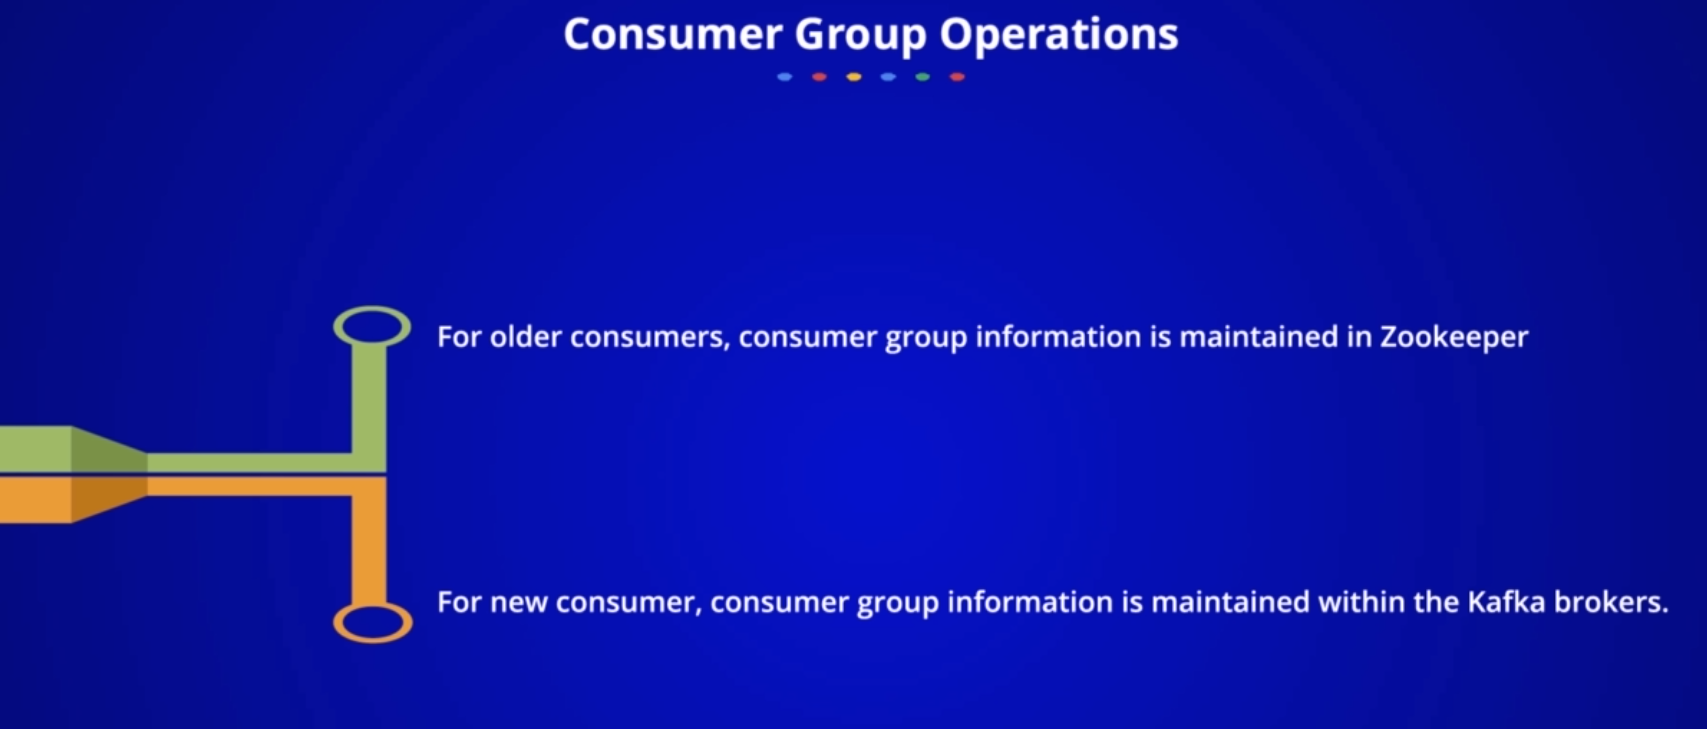 Consumer Group Operations
For older consumers, consumer group information is maintained in Zookeeper
For new consumer, consumer group information is maintained within the Kafka brokers.